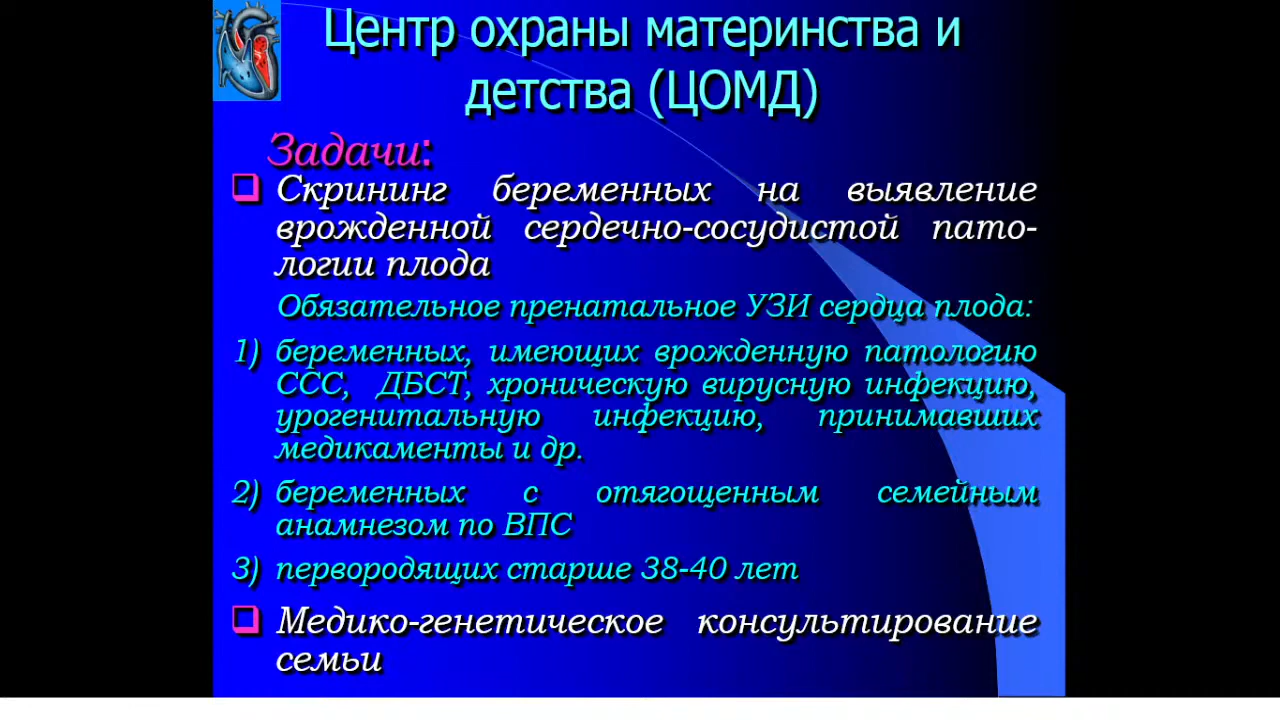 Центр охраны материнства и
детства (ЦОМД)
Задачи:
Скрининг беременных на выявление
врожденной сердечно-сосудистой пато-
логии плода
Обязательное пренатальное УЗИ сердца плода:
1) беременных, имеющих врожденную патологию
ССС, ДБСТ, хроническую вирусную инфекцию,
урогенитальную инфекцию, принимавших
медикаменты и др.
2) беременных с отягощенным семейным
анамнезом по ВПС
3) первородящих старше 38-40 лет
Медико-генетическое консультирование
семьи